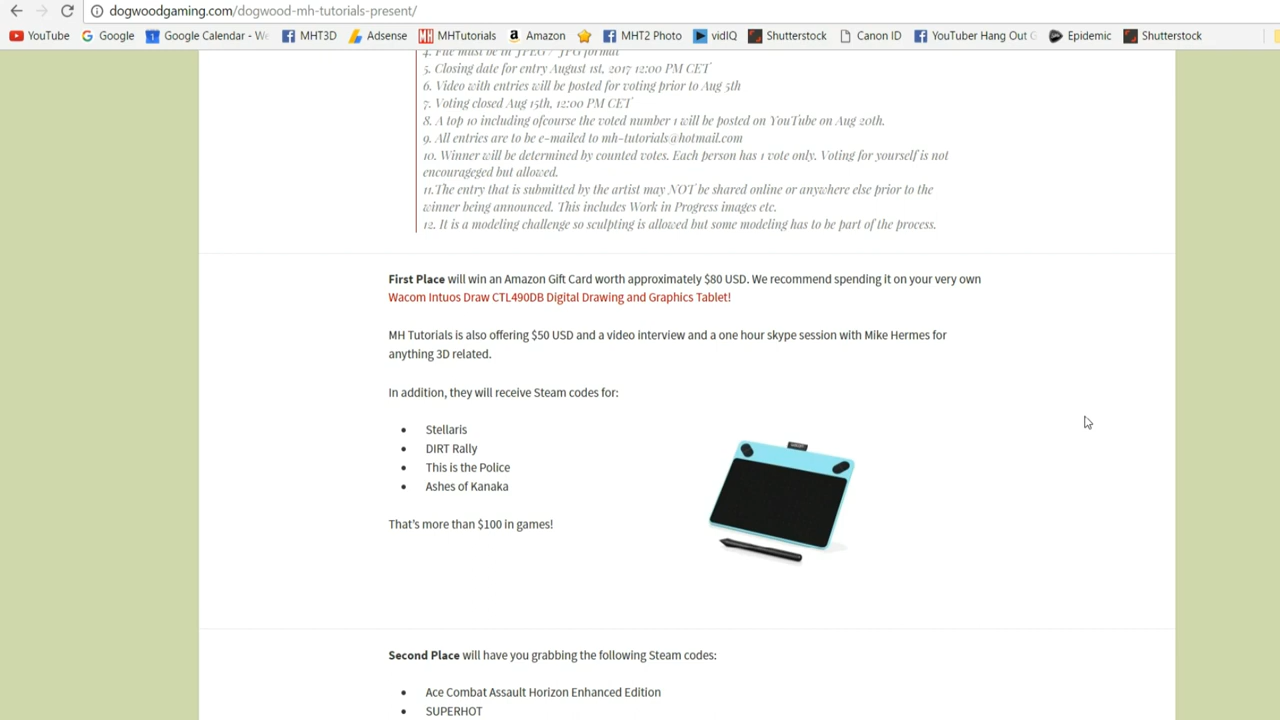 dogwoodgaming.com/dogwood-mh-tutorials-present/
YouTube Google Google Calendar - We MHT3D Adsense MHTutorials Amazon MHT2 Photo vidIQ Shutterstock Canon ID YouTuber Hang Out G Epidemic Shutterstock
4. File must be in JPEG / JPG format
5. Closing date for entry August 1st, 2017 12:00 PM CET
6. Video with entries will be posted for voting prior to Aug 5th
7. Voting closed Aug 15th, 12:00 PM CET
8. A top 10 including ofcourse the voted number 1 will be posted on YouTube on Aug 20th.
9. All entries are to be e-mailed to mh-tutorials@hotmail.com
10. Winner will be determined by counted votes. Each person has 1 vote only. Voting for yourself is not
encourageged but allowed.
11.The entry that is submitted by the artist may NOT be shared online or anywhere else prior to the
winner being announced. This includes Work in Progress images etc.
12. It is a modeling challenge so sculpting is allowed but some modeling has to be part of the process.
First Place will win an Amazon Gift Card worth approximately $80 USD. We recommend spending it on your very own
Wacom Intuos Draw CTL490DB Digital Drawing and Graphics Tablet!
MH Tutorials is also offering $50 USD and a video interview and a one hour skype session with Mike Hermes for
anything 3D related.
In addition, they will receive Steam codes for:
• Stellaris
• DIRT Rally
• This is the Police
• Ashes of Kanaka
That's more than $100 in games!
Second Place will have you grabbing the following Steam codes:
• Ace Combat Assault Horizon Enhanced Edition
• SUPERHOT